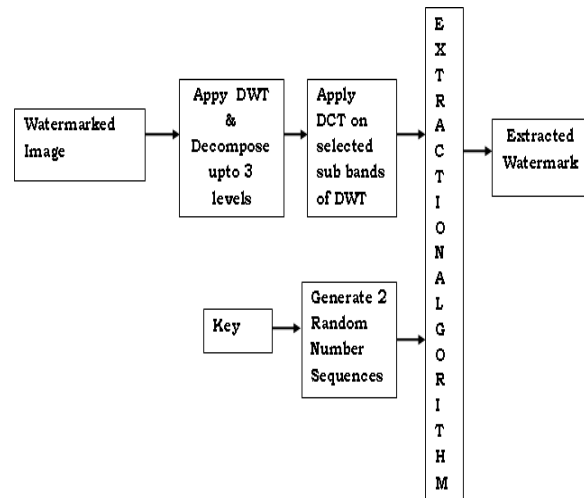 Watermarked
Image
Appy DWT
&
Decompose
upto 3
levels
Apply
DCT on
selected
sub bands
of DWT
E
X
T
R
A
C
T
I
O
N
A
L
G
O
R
I
T
H
M
Extracted
Watermark
Key
Generate 2
Random
Number
Sequences